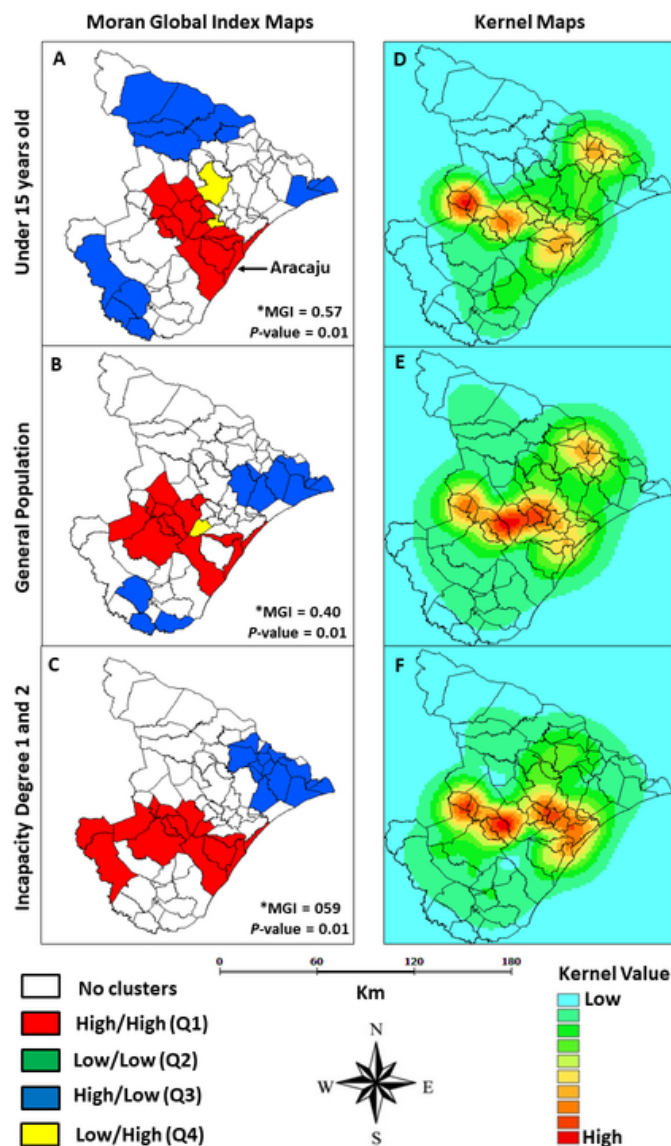 Moran Global Index Maps
Kernel Maps
Under 15 years old
A
Aracaju
*MGI = 0.57
P-value = 0.01
D
General Population
B
*MGI = 0.40
P-value = 0.01
E
Incapacity Degree 1 and 2
C
*MGI = 059
P-value = 0.01
F
0 60 120 180
Km
No clusters
High/High (Q1)
Low/Low (Q2)
High/Low (Q3)
Low/High (Q4)
N
W E
S
Kernel Value
Low
High